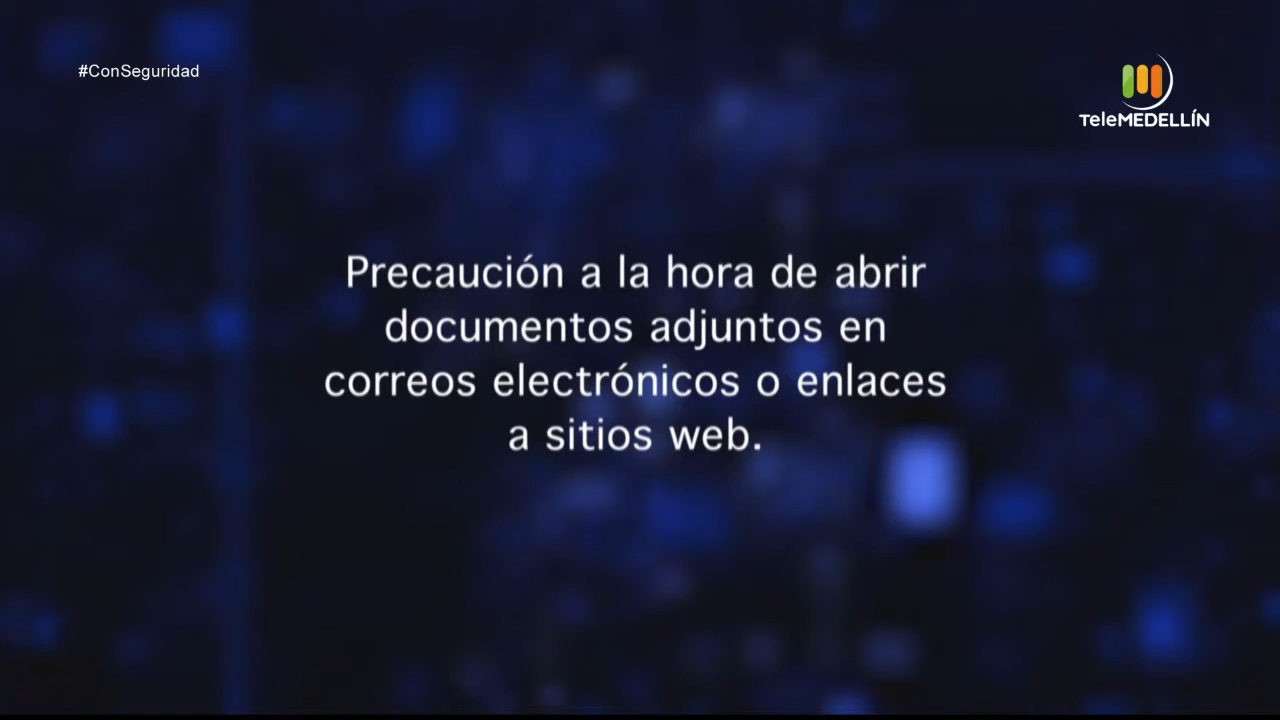 #ConSeguridad
TeleMEDELLÍN
Precaución a la hora de abrir
documentos adjuntos en
correos electrónicos o enlaces
a sitios web.